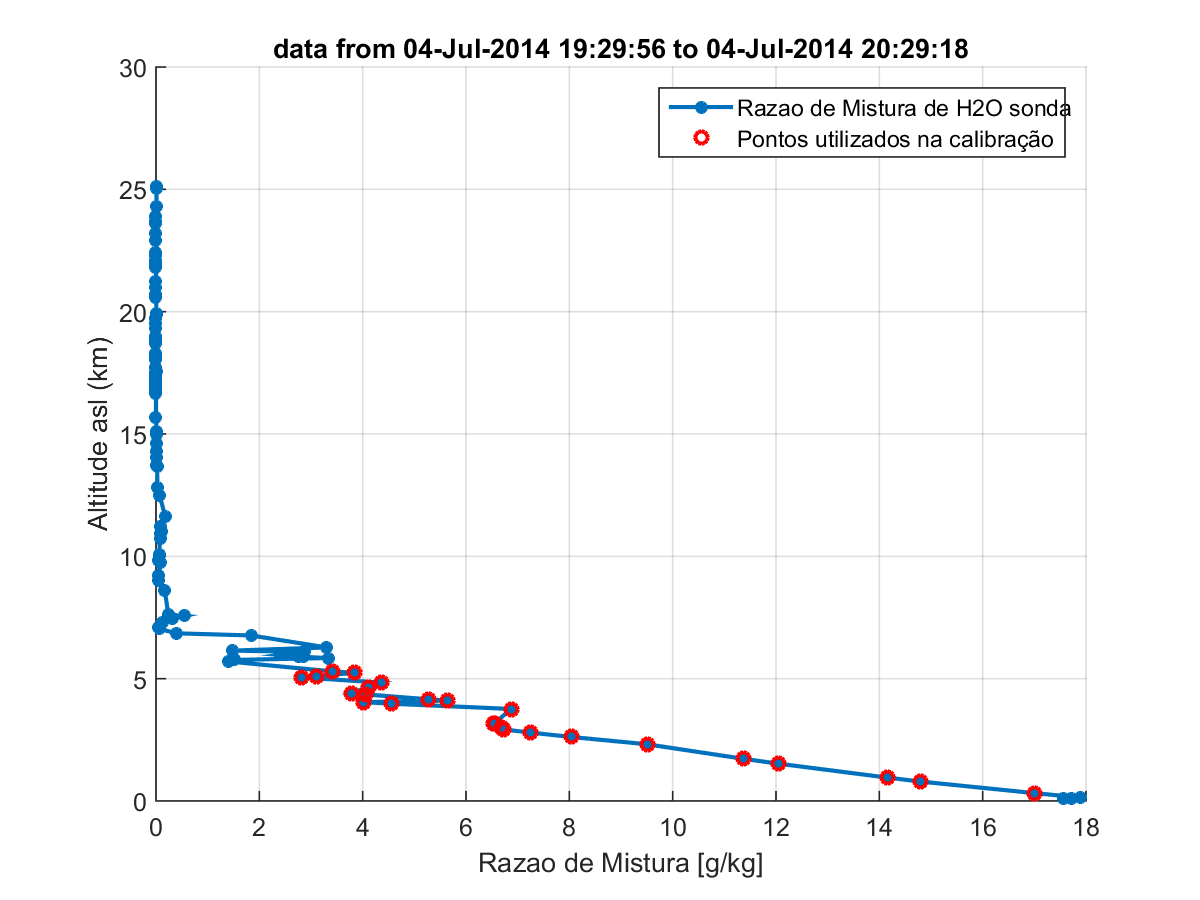 data from 04-Jul-2014 19:29:56 to 04-Jul-2014 20:29:18
Razao de Mistura de H2O sonda
Pontos utilizados na calibração
30
25
20
15
10
5
0
Altitude asl (km)
0 2 4 6 8 10 12 14 16 18
Razao de Mistura [g/kg]